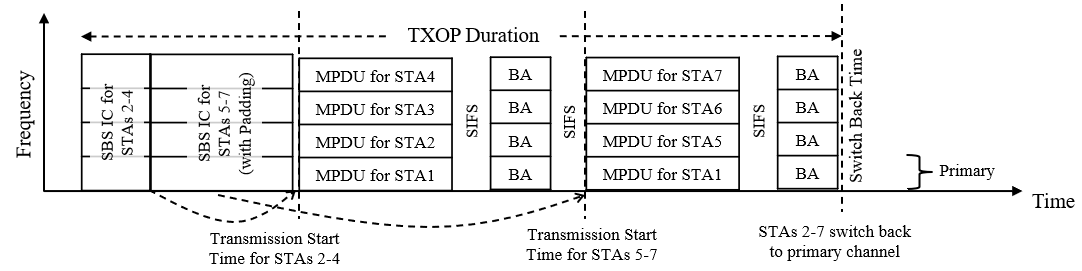 TXOP Duration
Frequency
SBS IC for
STAs 2-4
SBS IC for
STAs 5-7
(with Padding)
MPDU for STA4
MPDU for STA3
MPDU for STA2
MPDU for STA1
SIFS
BA
BA
BA
BA
SIFS
MPDU for STA7
MPDU for STA6
MPDU for STA5
MPDU for STA1
SIFS
BA
BA
BA
BA
Switch Back Time
Primary
Time
Transmission Start
Time for STAs 2-4
Transmission Start
Time for STAs 5-7
STAs 2-7 switch back
to primary channel